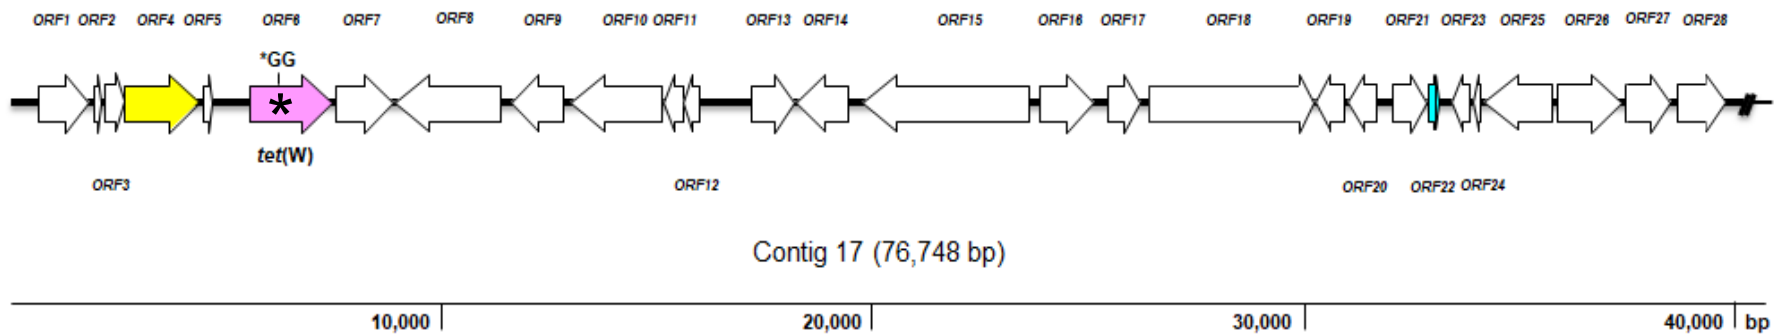 ORF1 ORF2 ORF4 ORF5 ORF6 ORF7 ORF8 ORF9 ORF10 ORF11 ORF13 ORF14 ORF15 ORF16 ORF17 ORF18 ORF19 ORF21 ORF23 ORF25 ORF26 ORF27 ORF28
*GG
*
tet(W)
ORF3 ORF12 ORF20 ORF22 ORF24
Contig 17 (76,748 bp)
10,000 20,000 30,000 40,000 bp